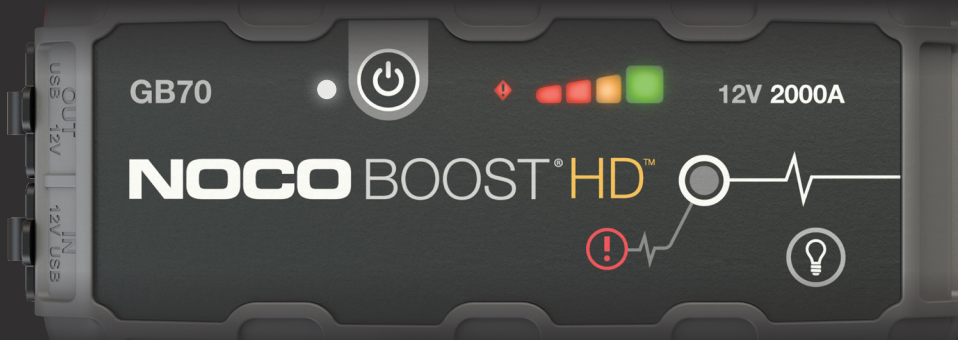 GB70
12V 2000A
NOCO BOOST® HD™
OUT
USB 12V
IN
12V USB